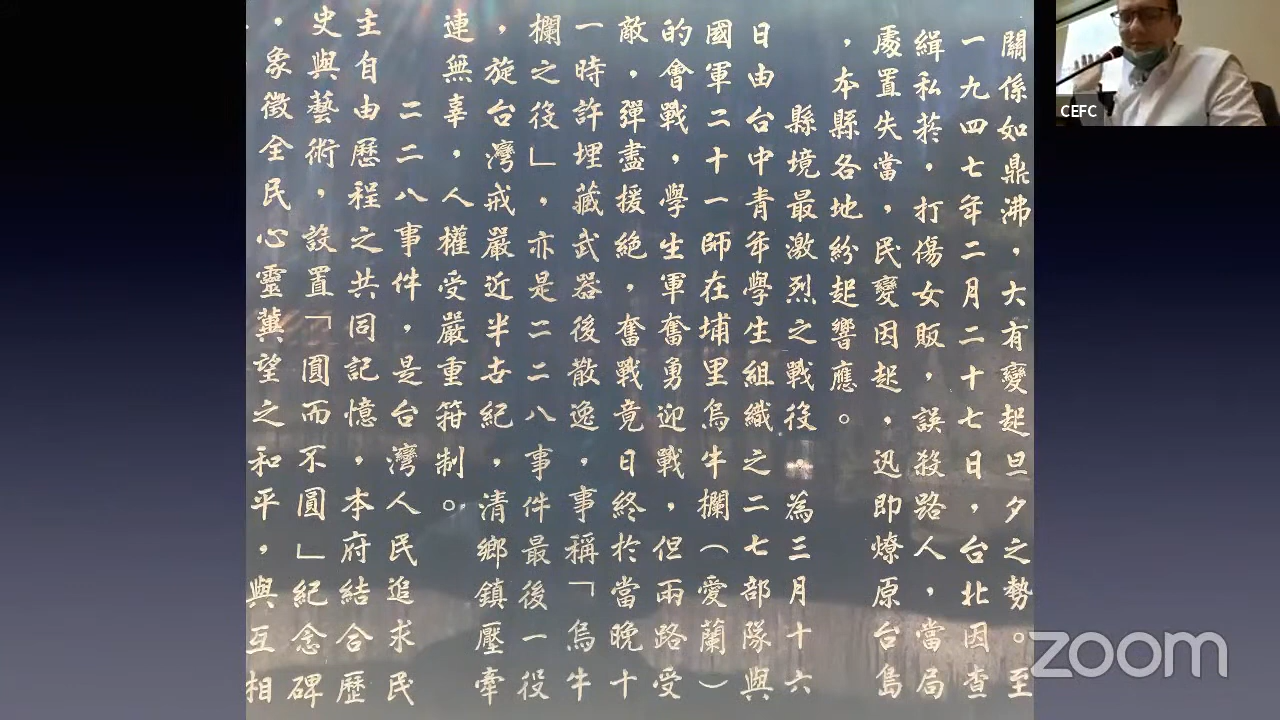 關係如鼎沸，大有變起旦夕之勢。至
一九四七年二月二十七日，台北因查
緝私菸，打傷女販，誤殺路人，當局
處置失當，民變因起，迅即燎原台島
，本縣各地紛起響應。
縣境最激烈之戰役，為三月十六
日由台中青年學生組織之二七部隊與
國軍二十一師在埔里烏牛欄（愛蘭）
的會戰，學生軍奮勇迎戰，但兩路受
敵，彈盡援絕，奮戰竟日終於當晚十
一時許埋藏武器後散逸，事稱「烏牛
欄之役」，亦是二二八事件最後一役
，旋台灣戒嚴近半世紀，清鄉鎮壓牽
連無辜，人權受嚴重箝制。
二二八事件，是台灣人民追求民
主自由歷程之共同記憶，本府結合歷
史與藝術，設置「圓而不圓」紀念碑
，象徵全民心靈冀望之和平，與互相
CEFC
zoom